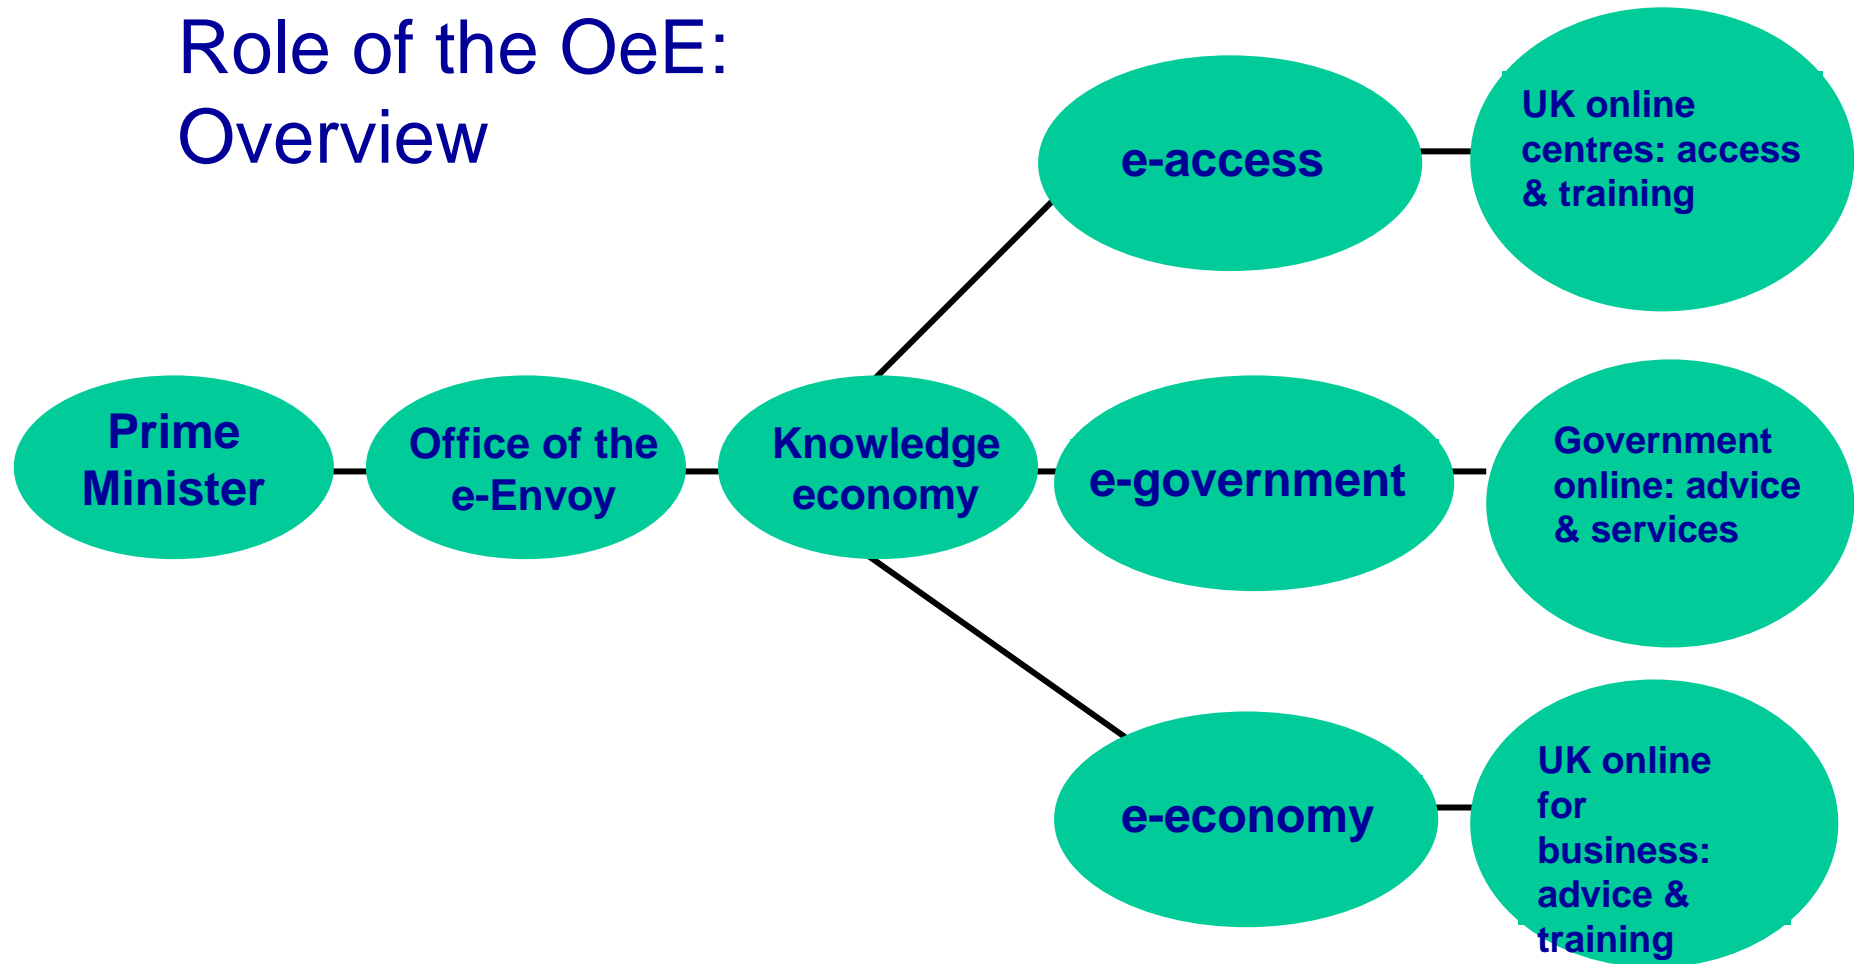 Role of the OeE:
Overview
Prime
Minister
Office of the
e-Envoy
Knowledge
economy
e-access
UK online
centres: access
& training
e-government
Government
online: advice
& services
e-economy
UK online
for
business:
advice &
training